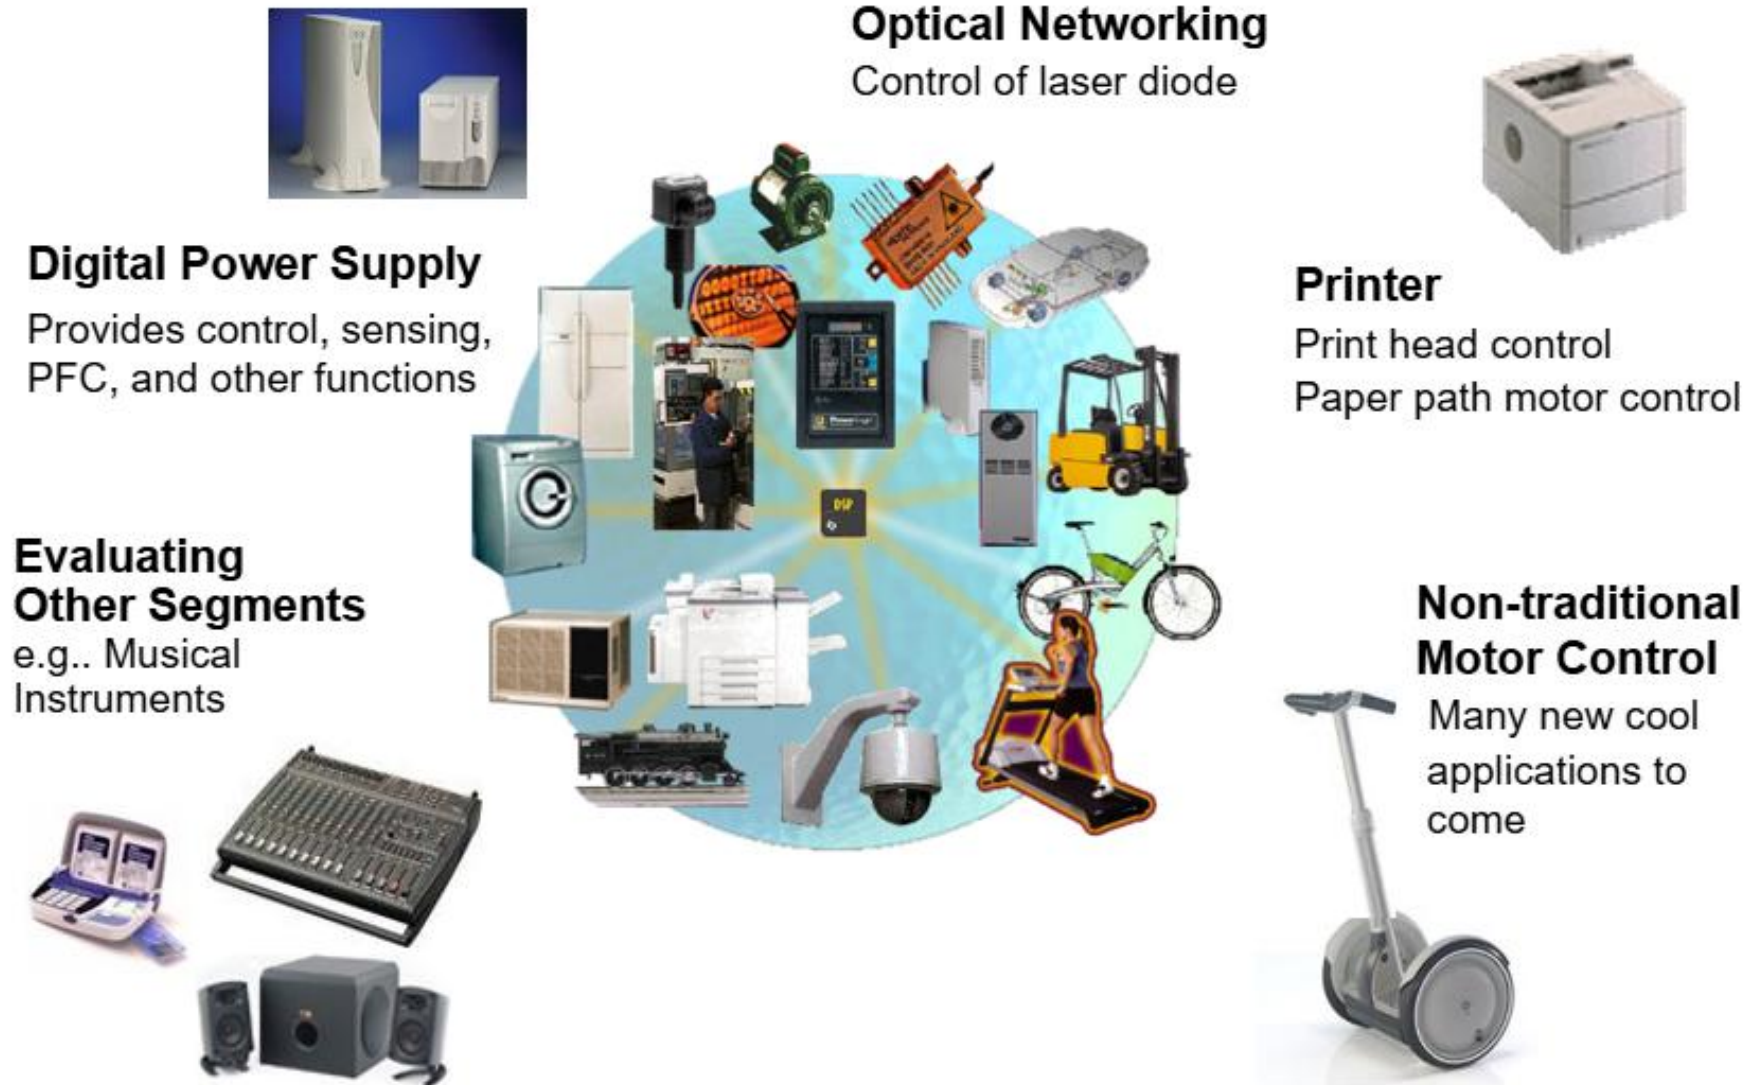 Optical Networking
Control of laser diode
Digital Power Supply
Provides control, sensing,
PFC, and other functions
Printer
Print head control
Paper path motor control
DSP
Evaluating
Other Segments
e.g.. Musical
Instruments
Non-traditional
Motor Control
Many new cool
applications to
come